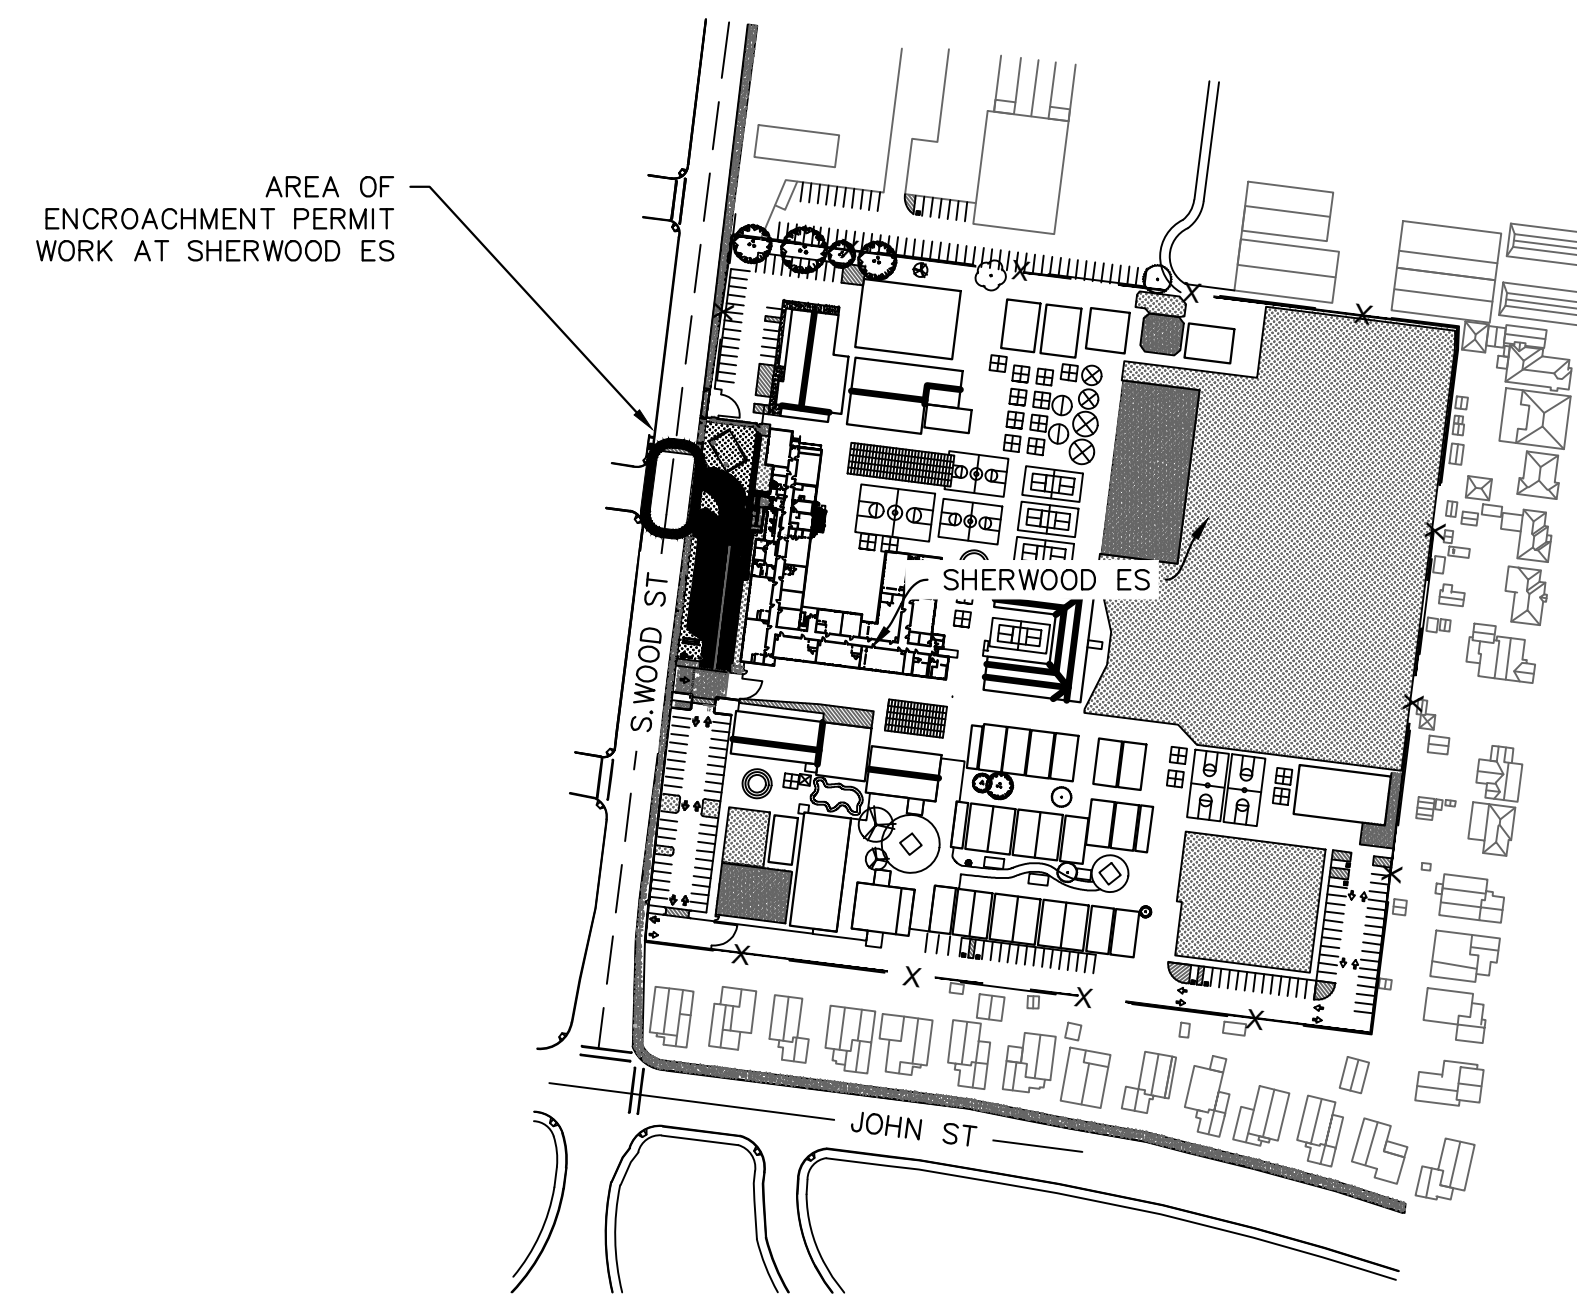 AREA OF
ENCROACHMENT PERMIT
WORK AT SHERWOOD ES
SHERWOOD ES
S.WOOD ST
JOHN ST